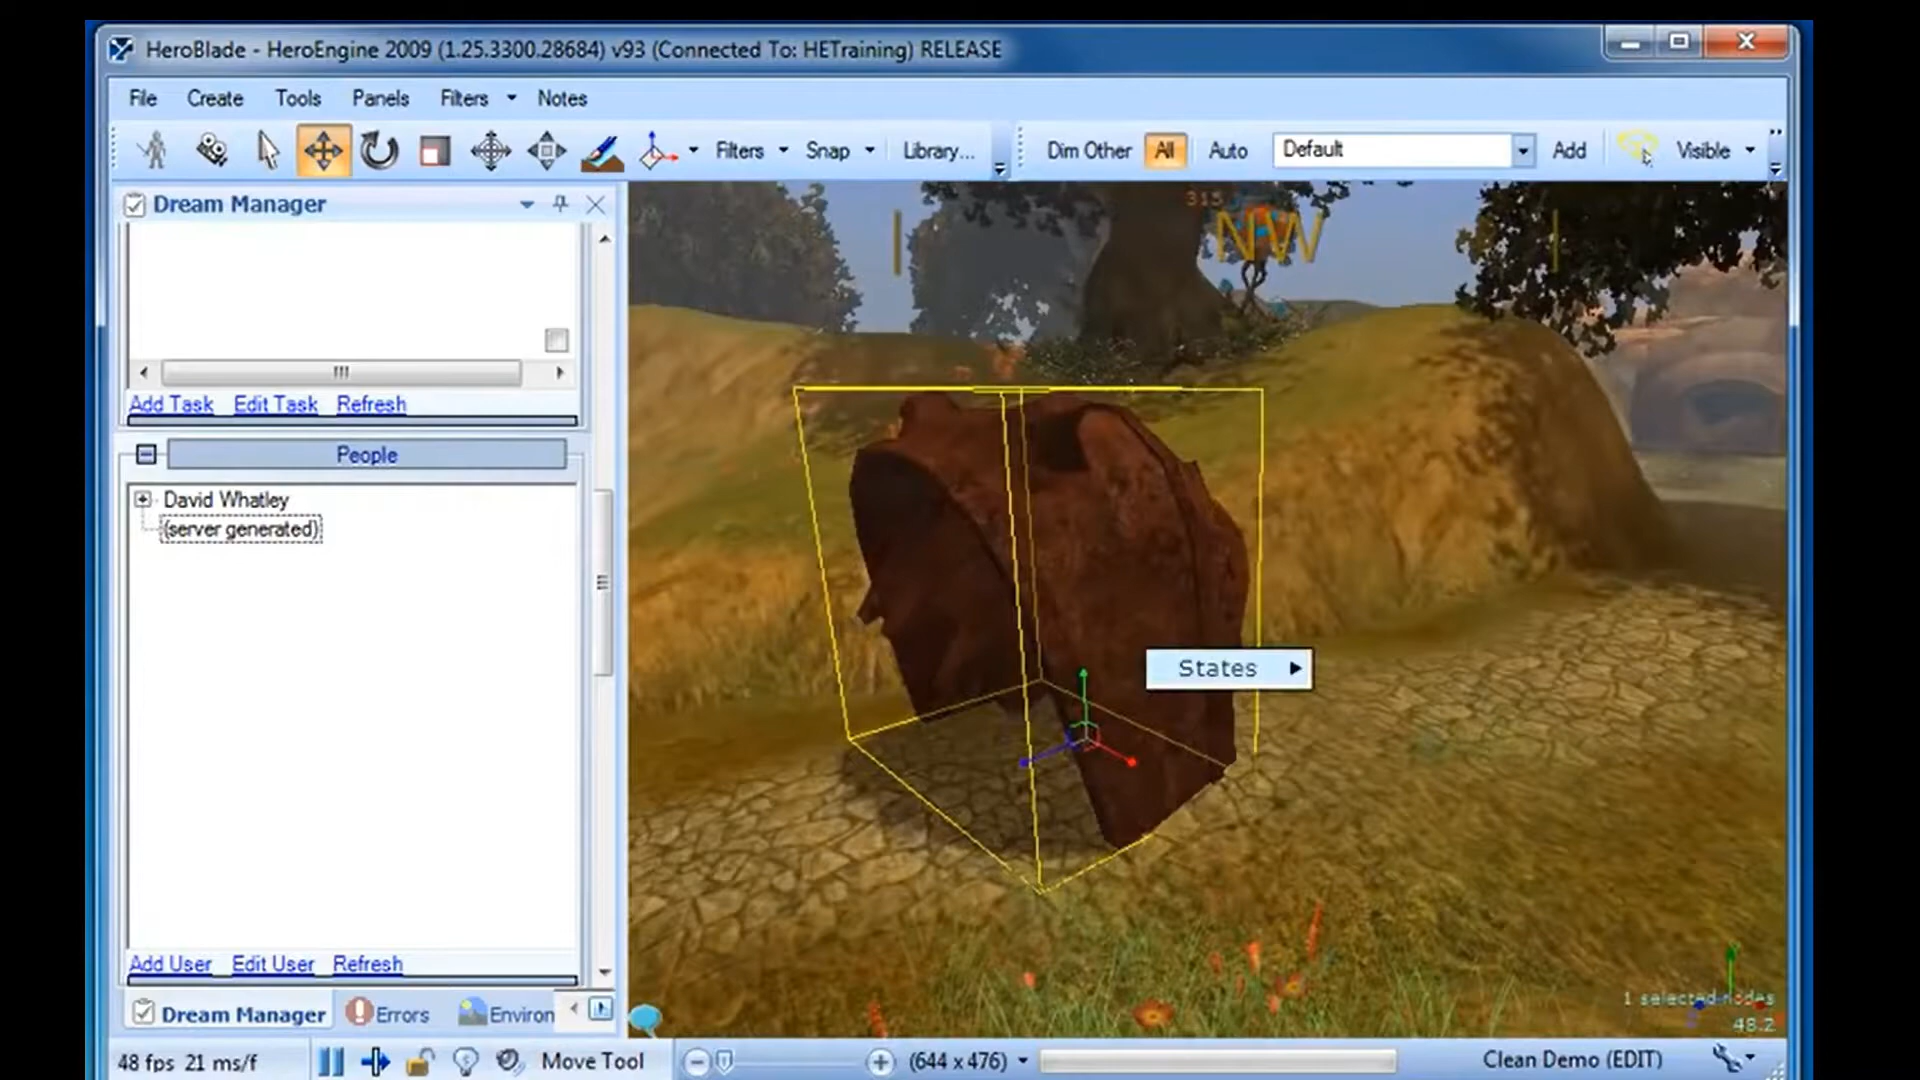 HeroBlade - HeroEngine 2009 (1.25.3300.28684) v93 (Connected To: HETraining) RELEASE
File Create Tools Panels Filters Notes
Filters Snap Library... Dim Other All Auto Default Add Visible
Dream Manager
315
NW
Add Task Edit Task Refresh
People
David Whatley
(server generated)
States
Add User Edit User Refresh
1 selected nodes
48.2
Dream Manager Errors Environ
48 fps 21 ms/f Move Tool (644 x 476) Clean Demo (EDIT)